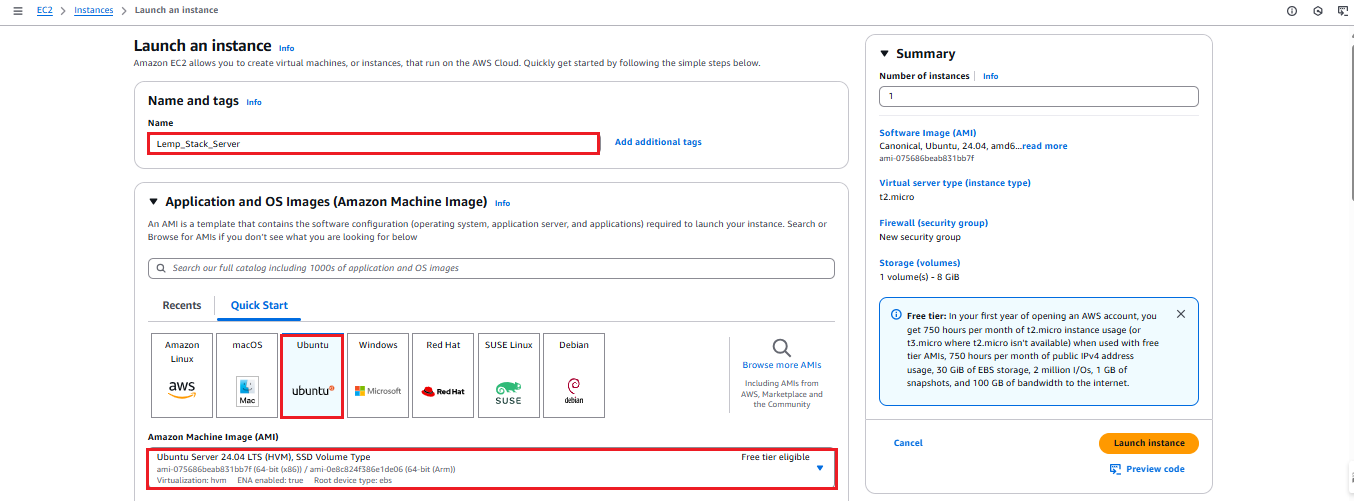 EC2 > Instances > Launch an instance
Launch an instance Info
Amazon EC2 allows you to create virtual machines, or instances, that run on the AWS Cloud. Quickly get started by following the simple steps below.
Name and tags Info
Name
Lemp_Stack_Server
Add additional tags
Application and OS Images (Amazon Machine Image) Info
An AMI is a template that contains the software configuration (operating system, application server, and applications) required to launch your instance. Search or
Browse for AMIs if you don't see what you are looking for below
Search our full catalog including 1000s of application and OS images
Recents
Quick Start
Amazon
Linux
aws
macOS
Mac
Ubuntu
ubuntu
Windows
Microsoft
Red Hat
Red Hat
SUSE Linux
SUSE
Debian
debian
Browse more AMIs
Including AMIs from
AWS, Marketplace and
the Community
Amazon Machine Image (AMI)
Ubuntu Server 24.04 LTS (HVM), SSD Volume Type
Free tier eligible
ami-075686beab831bb7f (64-bit (x86)) / ami-0e8c824f386e1de06 (64-bit (Arm))
Virtualization: hvm ENA enabled: true Root device type: ebs
Summary
Number of instances Info
1
Software Image (AMI)
Canonical, Ubuntu, 24.04, amd6...read more
ami-075686beab831bb7f
Virtual server type (instance type)
t2.micro
Firewall (security group)
New security group
Storage (volumes)
1 volume(s) - 8 GiB
Free tier: In your first year of opening an AWS account, you
get 750 hours per month of t2.micro instance usage (or
t3.micro where t2.micro isn't available) when used with free
tier AMIs, 750 hours per month of public IPv4 address
usage, 30 GiB of EBS storage, 2 million I/Os, 1 GB of
snapshots, and 100 GB of bandwidth to the internet.
Cancel
Launch instance
Preview code